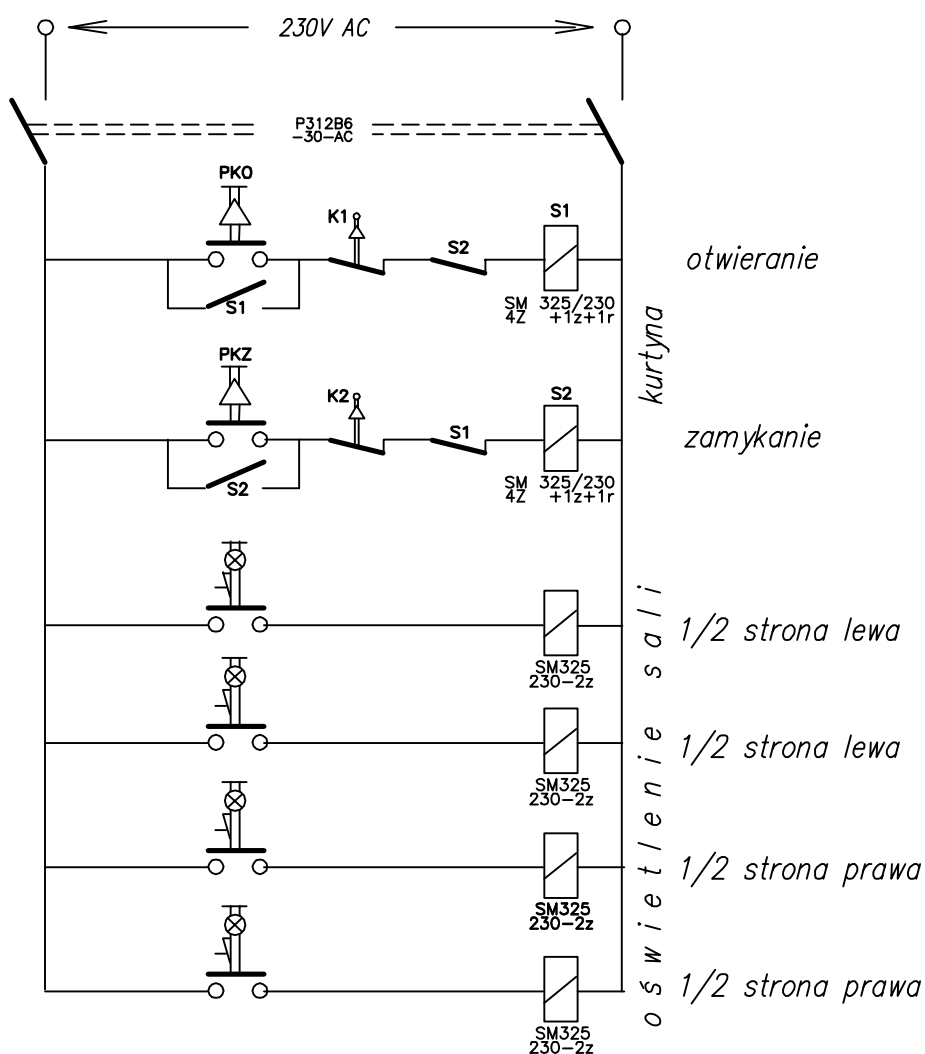 230V AC
P312B6
-30-AC
PKO
K1
S2
S1
otwieranie
S1
SM 325/230
4Z +1z+1r
kurtyna
PKZ
K2
S1
S2
zamykanie
S2
SM 325/230
4Z +1z+1r
oświetlenie sali
1/2 strona lewa
SM325
230-2z
1/2 strona lewa
SM325
230-2z
1/2 strona prawa
SM325
230-2z
1/2 strona prawa
SM325
230-2z